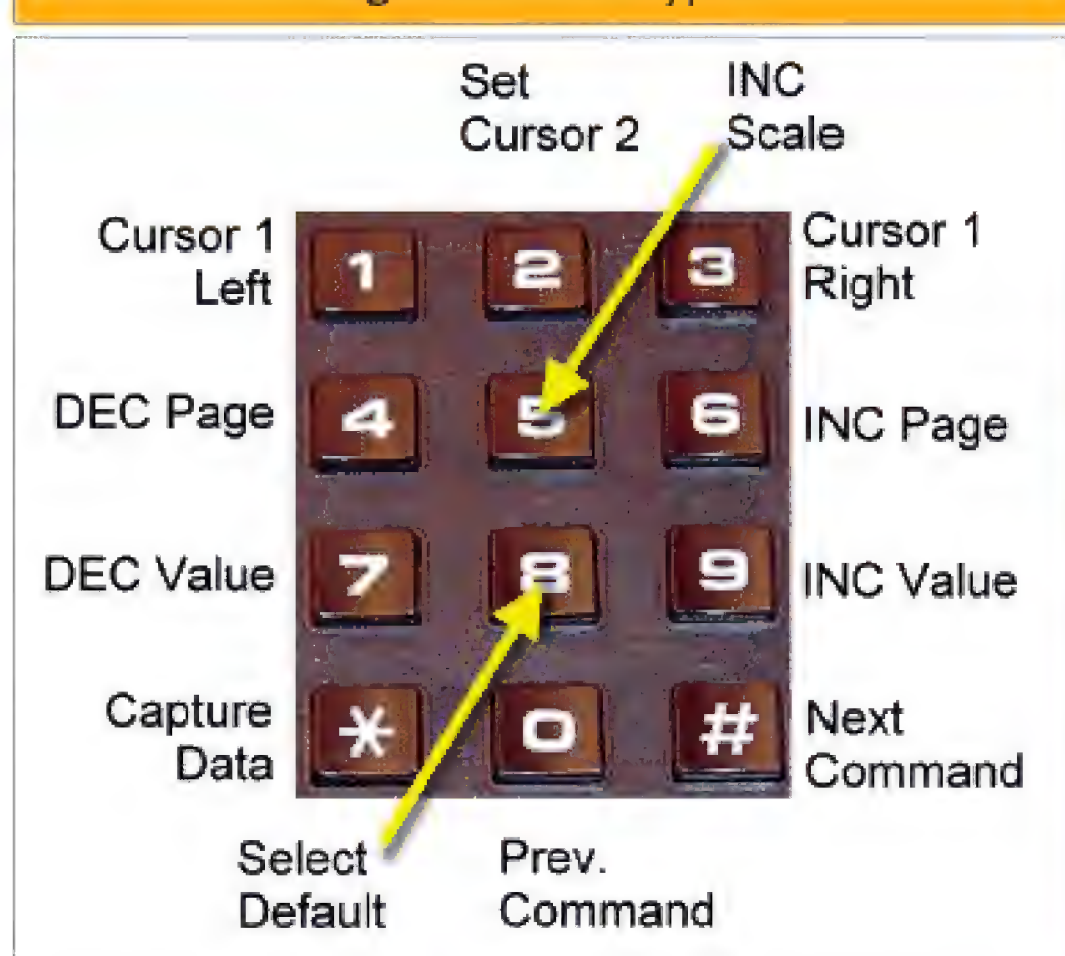 Set
Cursor 2
INC
Scale
Cursor 1
Left
1
2
3
Cursor 1
Right
DEC Page
4
5
6
INC Page
DEC Value
7
8
9
INC Value
Capture
Data
*
0
#
Next
Command
Select
Default
Prev.
Command